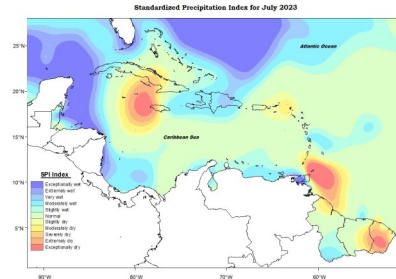 Standardized Precipitation Index for July 2023
25°N
Atlantic Ocean
20°N
15°N
Caribbean Sea
SPI Index
Exceptionally wet
Extremely wet
Very wet
Moderately wet
Slightly wet
Normal
Slightly dry
Moderately dry
Severely dry
Extremely dry
Exceptionally dry
10°N
5°N
90°W
80°W
70°W
60°W